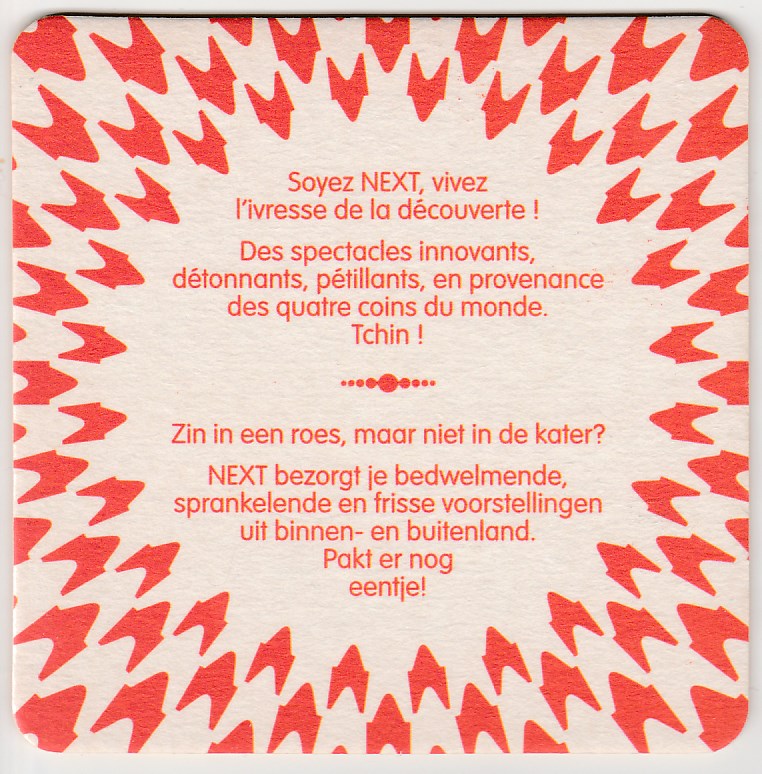 Soyez NEXT, vivez
l'ivresse de la découverte !
Des spectacles innovants,
détonnants, pétillants, en provenance
des quatre coins du monde.
Tchin !
Zin in een roes, maar niet in de kater?
NEXT bezorgt je bedwelmende,
sprankelende en frisse voorstellingen
uit binnen- en buitenland.
Pakt er nog
eentje!